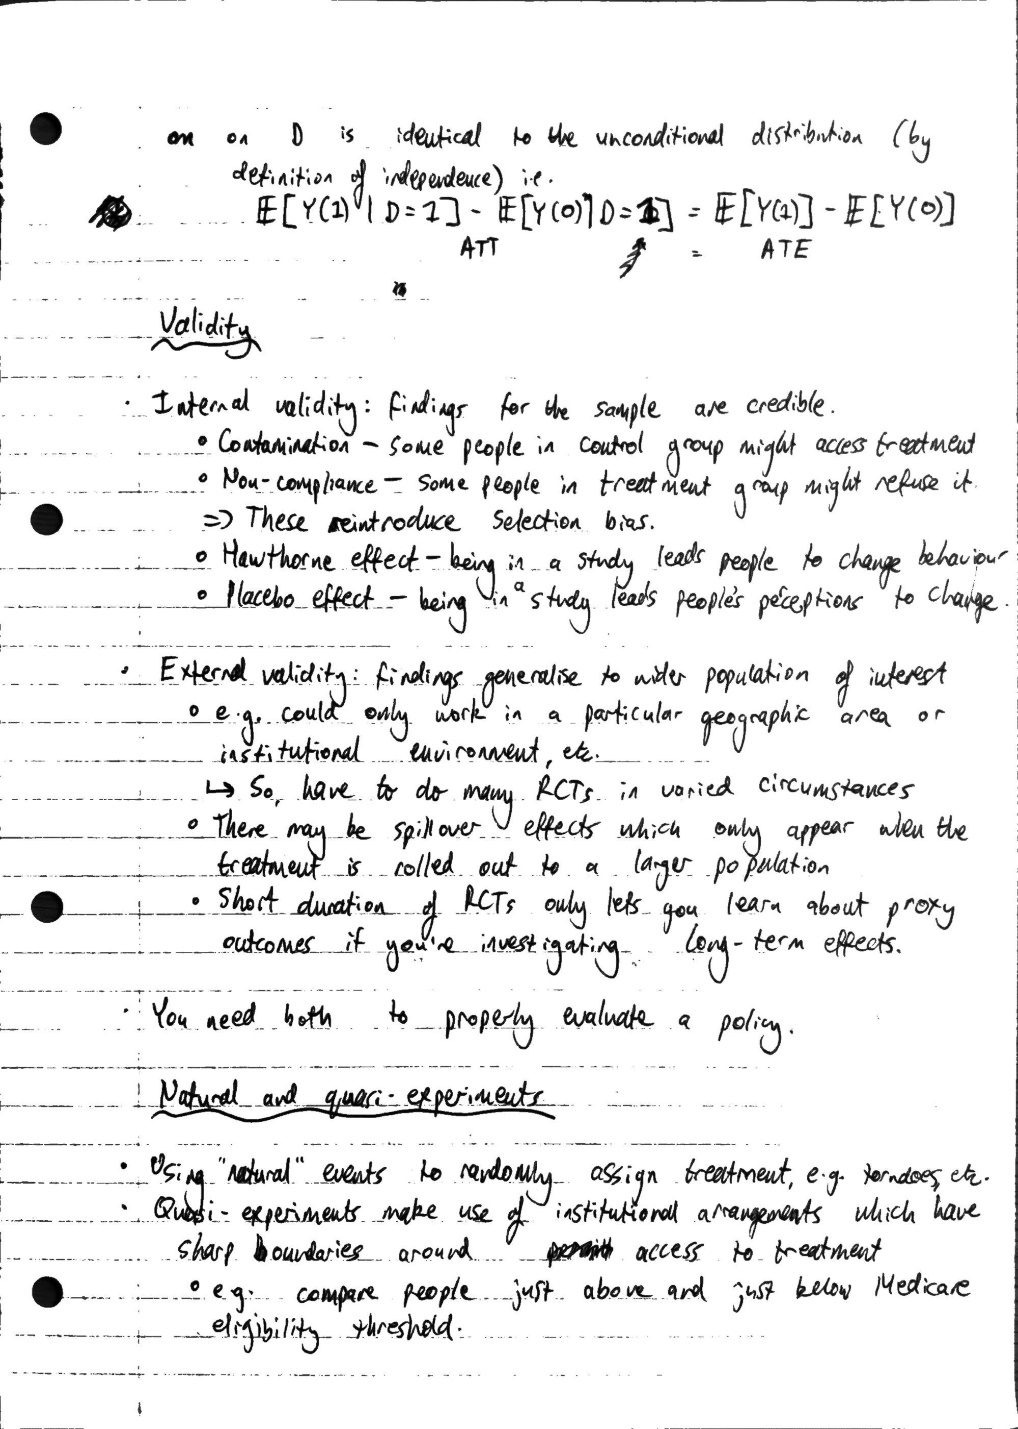 on on D is identical to the unconditional distribution (by
definition of independence) i.e.
𝔼[Y(1) | D=1] - 𝔼[Y(0) | D=1] = 𝔼[Y(1)] - 𝔼[Y(0)]
ATT = ATE
Validity
· Internal validity: findings for the sample are credible.
∘ Contamination – some people in control group might access treatment
∘ Non-compliance – some people in treatment group might refuse it.
=> These reintroduce selection bias.
∘ Hawthorne effect – being in a study leads people to change behaviour
∘ Placebo effect – being in a study leads people's perceptions to change.
· External validity: findings generalise to wider population of interest
∘ e.g. could only work in a particular geographic area or
institutional environment, etc.
↳ So, have to do many RCTs in varied circumstances
∘ There may be spillover effects which only appear when the
treatment is rolled out to a larger population
∘ Short duration of RCTs only lets you learn about proxy
outcomes if you're investigating long-term effects.
· You need both to properly evaluate a policy.
Natural and quasi-experiments
· Using "natural" events to randomly assign treatment, e.g. torndoes, etc.
· Quasi-experiments make use of institutional arrangements which have
sharp boundaries around access to treatment
∘ e.g. compare people just above and just below Medicare
eligibility threshold.